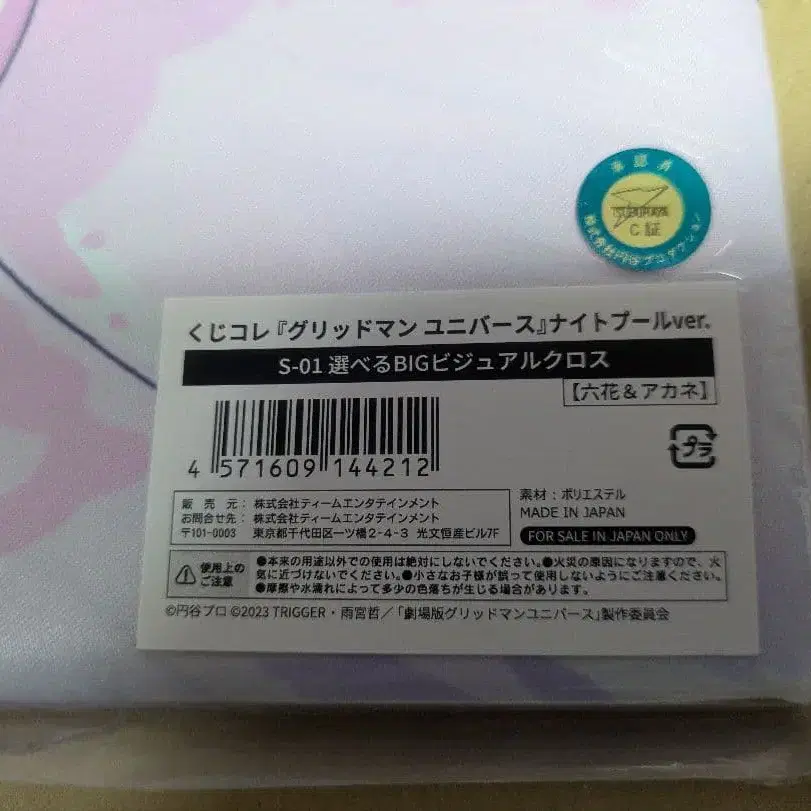 承認済
TSUBURAYA
C証
株式会社円谷プロダクション
くじコレ『グリッドマン ユニバース』ナイトプールver.
S-01 選べるBIGビジュアルクロス
【六花&アカネ】
4 571609 144212
プラ
販 売 元: 株式会社ティームエンタテインメント
お問合せ先: 株式会社ティームエンタテインメント
〒101-0003 東京都千代田区一ツ橋2-4-3 光文恒産ビル7F
素材:ポリエステル
MADE IN JAPAN
FOR SALE IN JAPAN ONLY
使用上の
ご注意
●本来の用途以外での使用は絶対にしないでください。●火災の原因になりますので、火
気に近づけないでください。●小さなお子様が誤って使用しないようにご注意ください。
●摩擦や水濡れによって多少の色落ちが生じる場合があります。
©円谷プロ ©2023 TRIGGER・雨宮哲/「劇場版グリッドマンユニバース」製作委員会